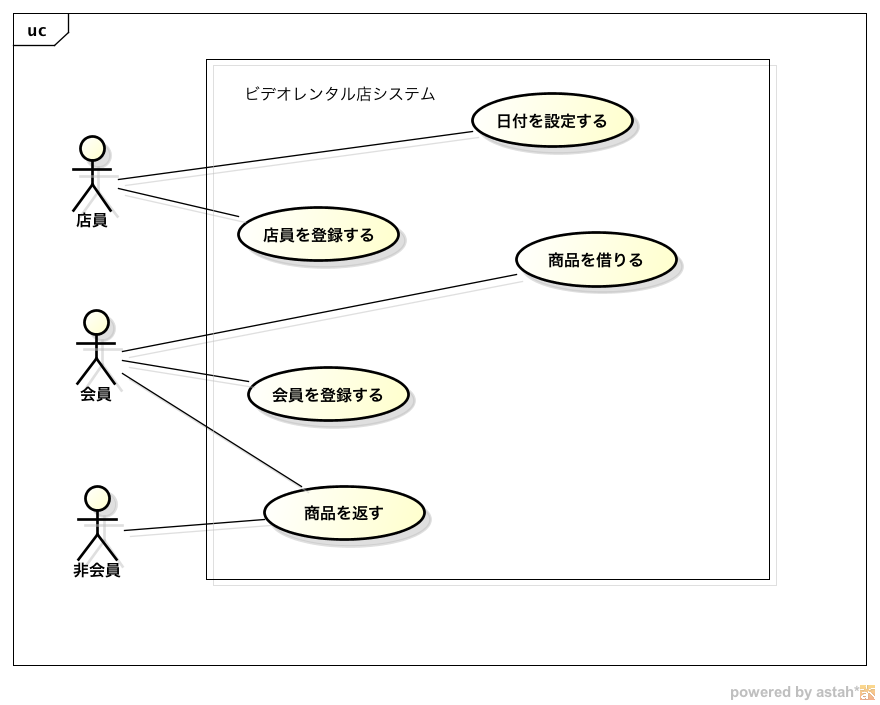 uc
ビデオレンタル店システム
日付を設定する
店員
店員を登録する
商品を借りる
会員
会員を登録する
商品を返す
非会員
powered by astah*